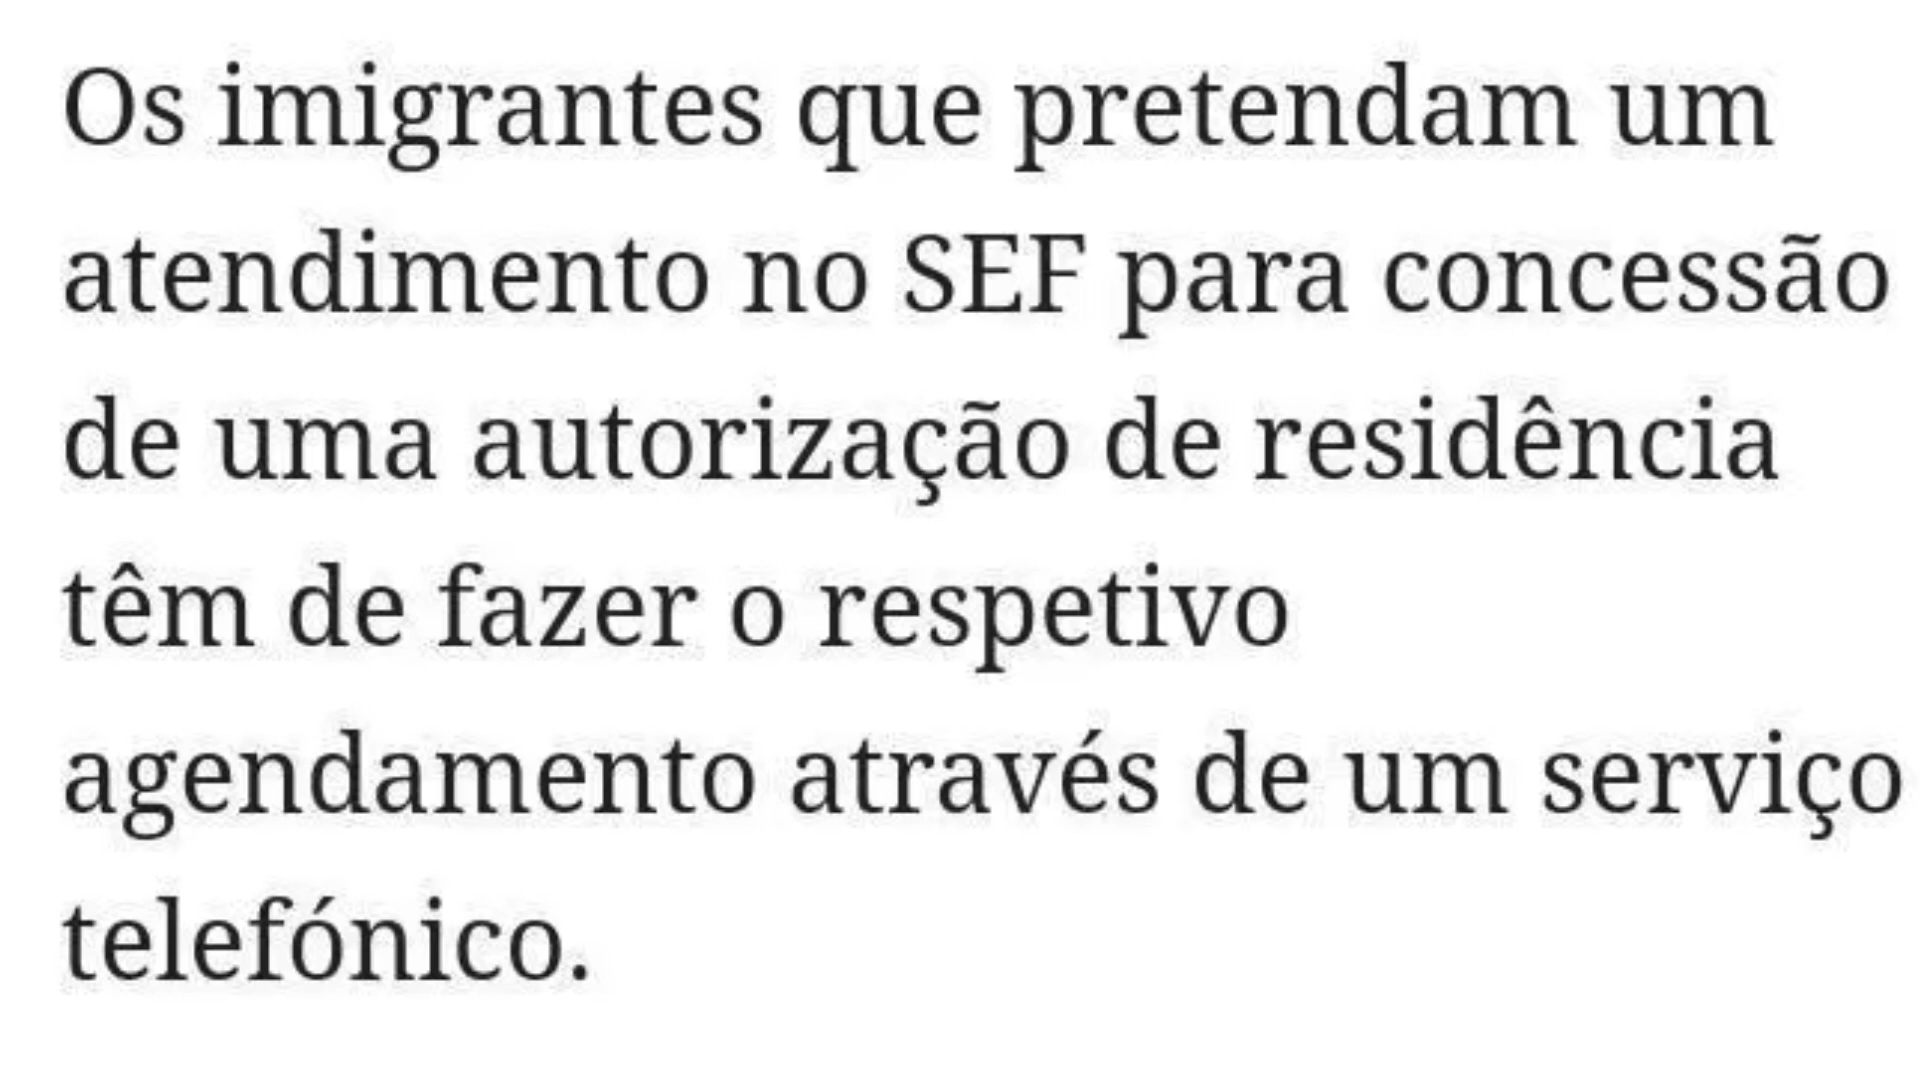 Os imigrantes que pretendam um
atendimento no SEF para concessão
de uma autorização de residência
têm de fazer o respetivo
agendamento através de um serviço
telefónico.